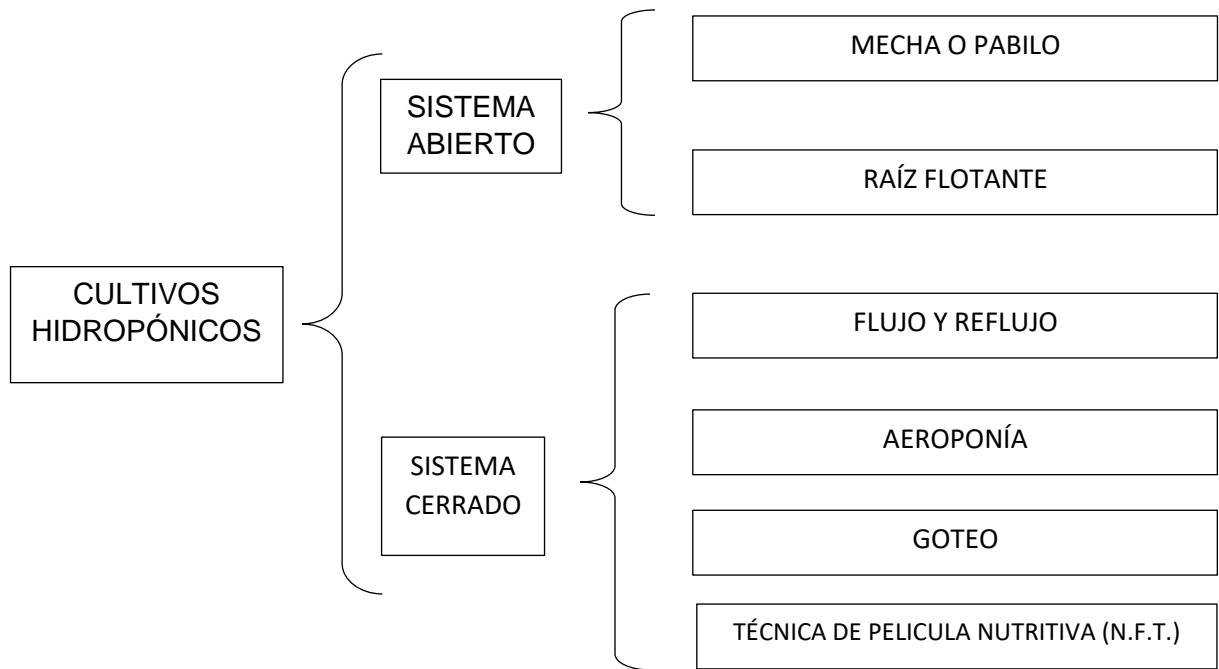 CULTIVOS
HIDROPÓNICOS
SISTEMA
ABIERTO
MECHA O PABILO
RAÍZ FLOTANTE
SISTEMA
CERRADO
FLUJO Y REFLUJO
AEROPONÍA
GOTEO
TÉCNICA DE PELICULA NUTRITIVA (N.F.T.)